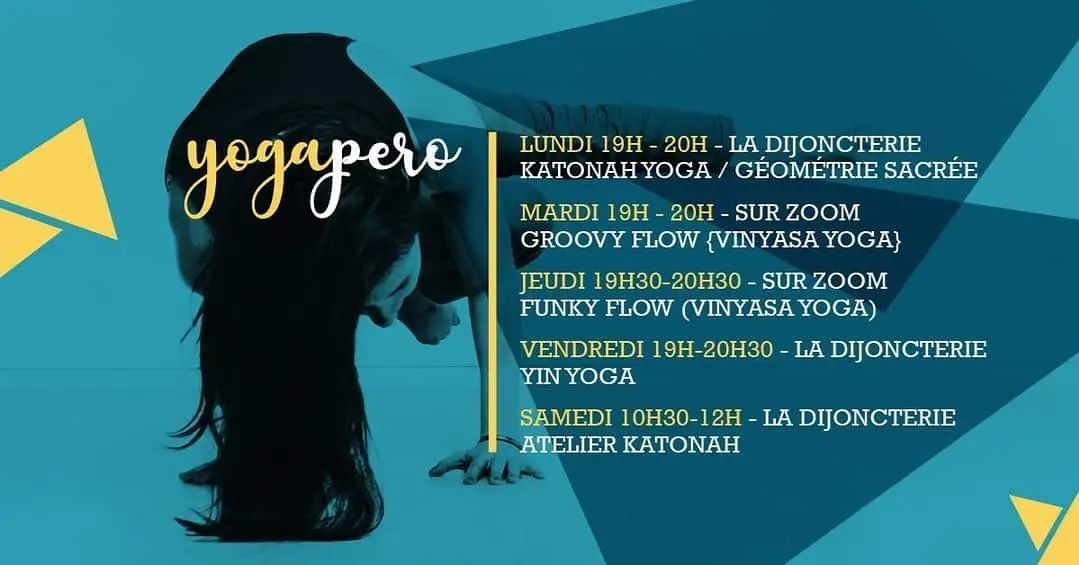 yogapero
LUNDI 19H - 20H - LA DIJONCTERIE
KATONAH YOGA / GÉOMÉTRIE SACRÉE
MARDI 19H - 20H - SUR ZOOM
GROOVY FLOW {VINYASA YOGA}
JEUDI 19H30-20H30 - SUR ZOOM
FUNKY FLOW (VINYASA YOGA)
VENDREDI 19H-20H30 - LA DIJONCTERIE
YIN YOGA
SAMEDI 10H30-12H - LA DIJONCTERIE
ATELIER KATONAH